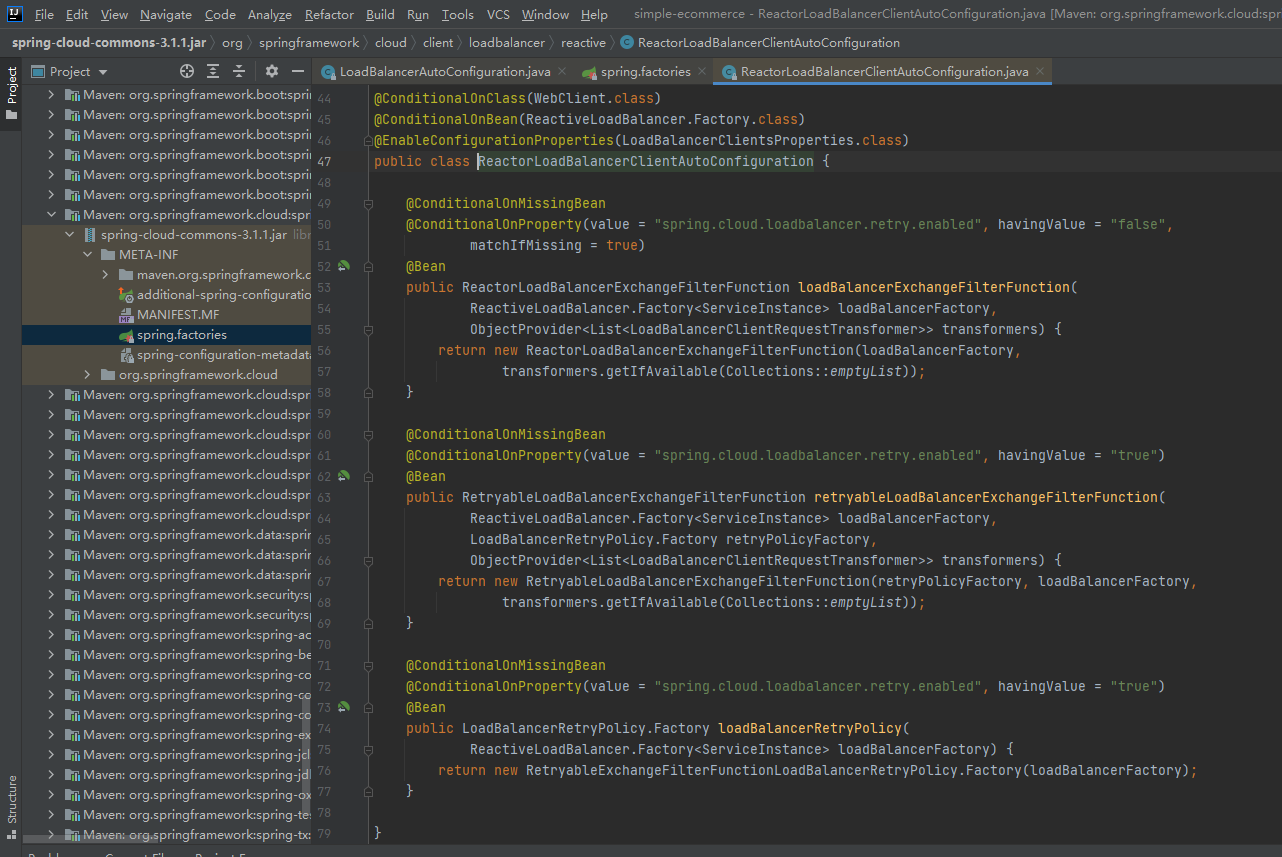 File Edit View Navigate Code Analyze Refactor Build Run Tools VCS Window Help simple-ecommerce - ReactorLoadBalancerClientAutoConfiguration.java [Maven: org.springframework.cloud:sp
spring-cloud-commons-3.1.1.jar org springframework cloud client loadbalancer reactive ReactorLoadBalancerClientAutoConfiguration
Project
Structure
Project
LoadBalancerAutoConfiguration.java spring.factories ReactorLoadBalancerClientAutoConfiguration.java
Maven: org.springframework.boot:sprin
Maven: org.springframework.boot:sprin
Maven: org.springframework.boot:sprin
Maven: org.springframework.boot:sprin
Maven: org.springframework.boot:sprin
Maven: org.springframework.boot:sprin
Maven: org.springframework.cloud:spr
spring-cloud-commons-3.1.1.jar libr
META-INF
maven.org.springframework.c
additional-spring-configuratio
MANIFEST.MF
spring.factories
spring-configuration-metadata
org.springframework.cloud
Maven: org.springframework.cloud:spr
Maven: org.springframework.cloud:spr
Maven: org.springframework.cloud:spr
Maven: org.springframework.cloud:spr
Maven: org.springframework.cloud:spr
Maven: org.springframework.cloud:spr
Maven: org.springframework.cloud:spr
Maven: org.springframework.data:sprin
Maven: org.springframework.data:sprin
Maven: org.springframework.data:sprin
Maven: org.springframework.security:sp
Maven: org.springframework.security:sp
Maven: org.springframework:spring-ao
Maven: org.springframework:spring-be
Maven: org.springframework:spring-co
Maven: org.springframework:spring-co
Maven: org.springframework:spring-co
Maven: org.springframework:spring-ex
Maven: org.springframework:spring-jcl
Maven: org.springframework:spring-jdl
Maven: org.springframework:spring-ox
Maven: org.springframework:spring-te
Maven: org.springframework:spring-tx:
44 @ConditionalOnClass(WebClient.class)
45 @ConditionalOnBean(ReactiveLoadBalancer.Factory.class)
46 @EnableConfigurationProperties(LoadBalancerClientsProperties.class)
47 public class ReactorLoadBalancerClientAutoConfiguration {
48
49 @ConditionalOnMissingBean
50 @ConditionalOnProperty(value = "spring.cloud.loadbalancer.retry.enabled", havingValue = "false",
51 matchIfMissing = true)
52 @Bean
53 public ReactorLoadBalancerExchangeFilterFunction loadBalancerExchangeFilterFunction(
54 ReactiveLoadBalancer.Factory<ServiceInstance> loadBalancerFactory,
55 ObjectProvider<List<LoadBalancerClientRequestTransformer>> transformers) {
56 return new ReactorLoadBalancerExchangeFilterFunction(loadBalancerFactory,
57 transformers.getIfAvailable(Collections::emptyList));
58 }
59
60 @ConditionalOnMissingBean
61 @ConditionalOnProperty(value = "spring.cloud.loadbalancer.retry.enabled", havingValue = "true")
62 @Bean
63 public RetryableLoadBalancerExchangeFilterFunction retryableLoadBalancerExchangeFilterFunction(
64 ReactiveLoadBalancer.Factory<ServiceInstance> loadBalancerFactory,
65 LoadBalancerRetryPolicy.Factory retryPolicyFactory,
66 ObjectProvider<List<LoadBalancerClientRequestTransformer>> transformers) {
67 return new RetryableLoadBalancerExchangeFilterFunction(retryPolicyFactory, loadBalancerFactory,
68 transformers.getIfAvailable(Collections::emptyList));
69 }
70
71 @ConditionalOnMissingBean
72 @ConditionalOnProperty(value = "spring.cloud.loadbalancer.retry.enabled", havingValue = "true")
73 @Bean
74 public LoadBalancerRetryPolicy.Factory loadBalancerRetryPolicy(
75 ReactiveLoadBalancer.Factory<ServiceInstance> loadBalancerFactory) {
76 return new RetryableExchangeFilterFunctionLoadBalancerRetryPolicy.Factory(loadBalancerFactory);
77 }
78
79 }